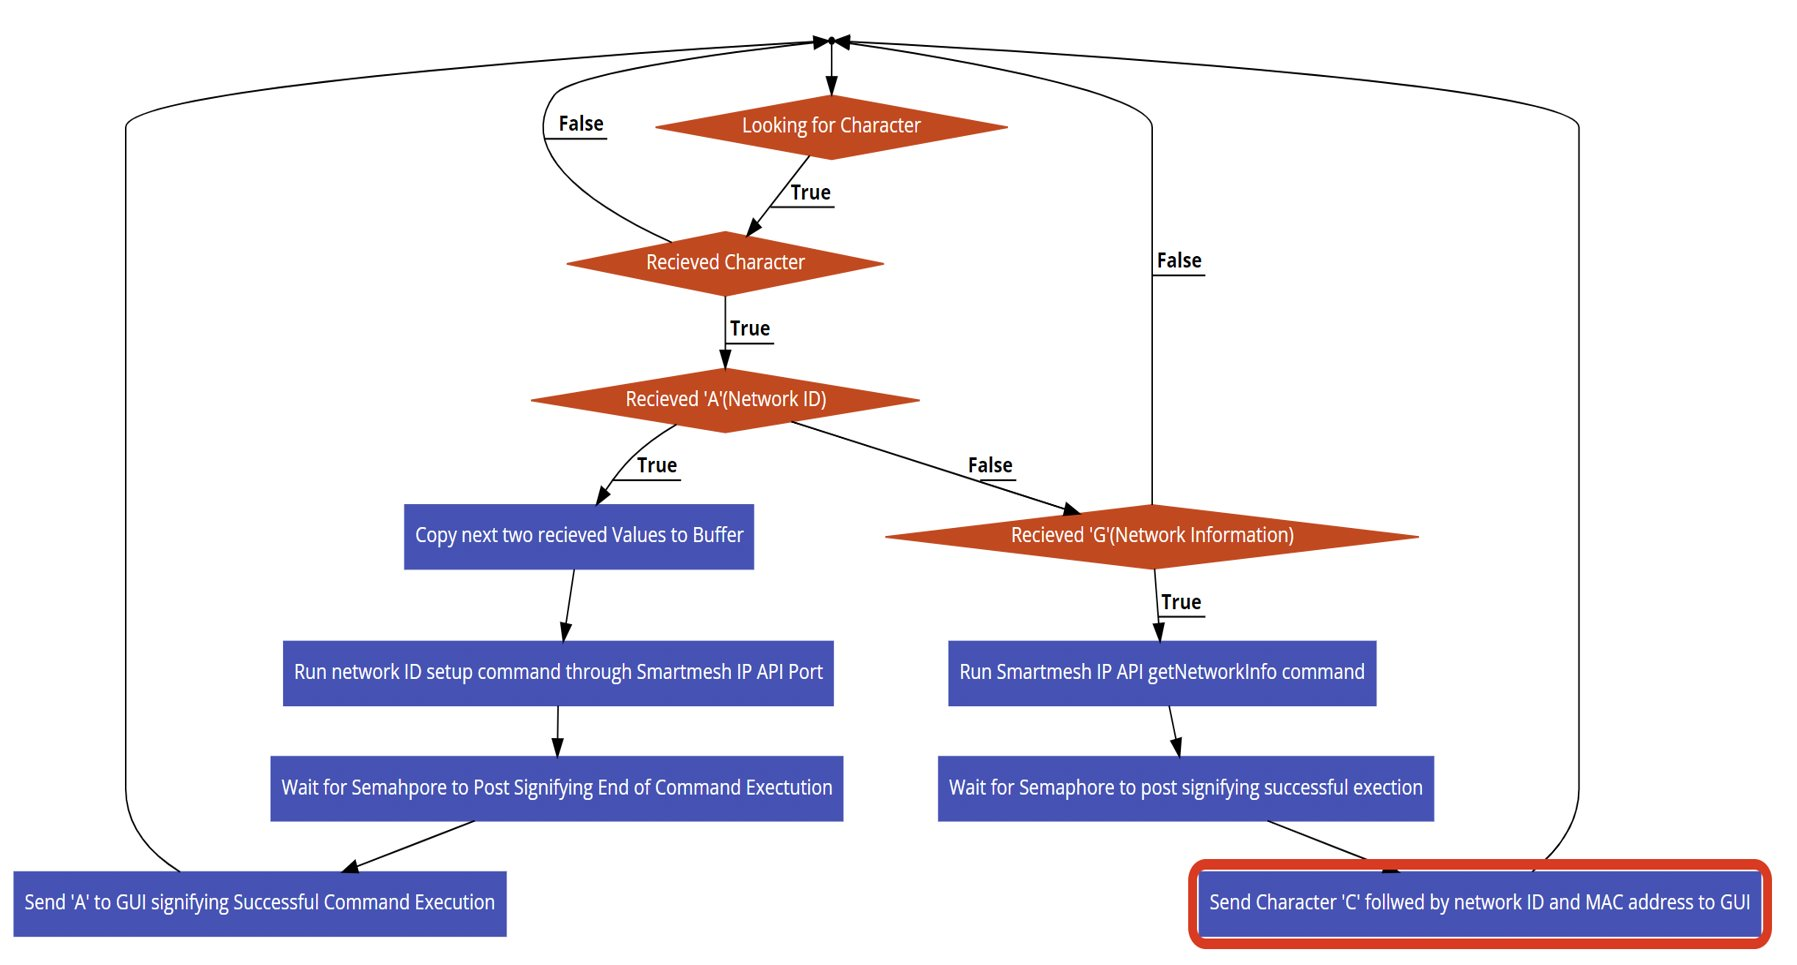 Looking for Character
False
True
Recieved Character
False
True
Recieved 'A'(Network ID)
True
False
Copy next two recieved Values to Buffer
Recieved 'G'(Network Information)
True
Run network ID setup command through Smartmesh IP API Port
Run Smartmesh IP API getNetworkInfo command
Wait for Semahpore to Post Signifying End of Command Exectution
Wait for Semaphore to post signifying successful exection
Send 'A' to GUI signifying Successful Command Execution
Send Character 'C' follwed by network ID and MAC address to GUI